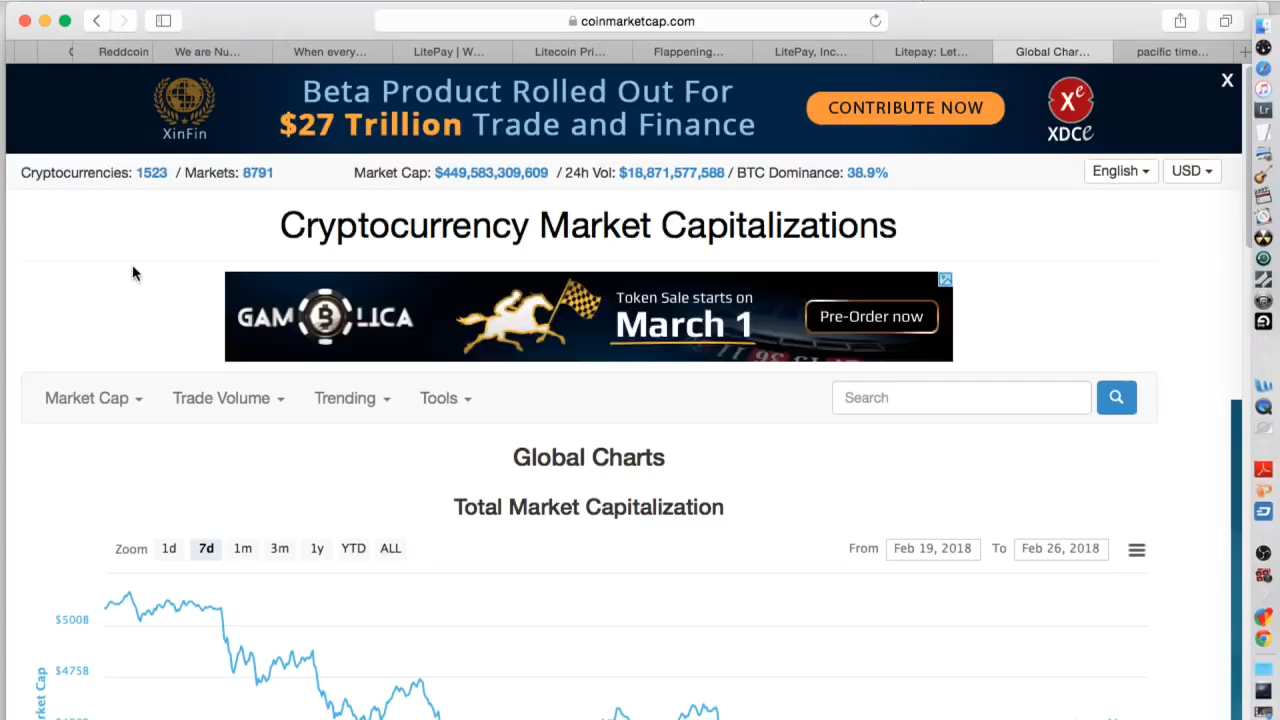 coinmarketcap.com
Reddcoin
We are Nu...
When every...
LitePay | W...
Litecoin Pri...
Flappening...
LitePay, Inc...
Litepay: Let...
Global Char...
pacific time...
XinFin
Beta Product Rolled Out For
$27 Trillion Trade and Finance
CONTRIBUTE NOW
Xe
XDCe
X
Cryptocurrencies: 1523 / Markets: 8791
Market Cap: $449,583,309,609 / 24h Vol: $18,871,577,588 / BTC Dominance: 38.9%
English
USD
Cryptocurrency Market Capitalizations
GAMBLICA
Token Sale starts on
March 1
Pre-Order now
Market Cap
Trade Volume
Trending
Tools
Search
Global Charts
Total Market Capitalization
Zoom 1d 7d 1m 3m 1y YTD ALL
From Feb 19, 2018 To Feb 26, 2018
$500B
$475B